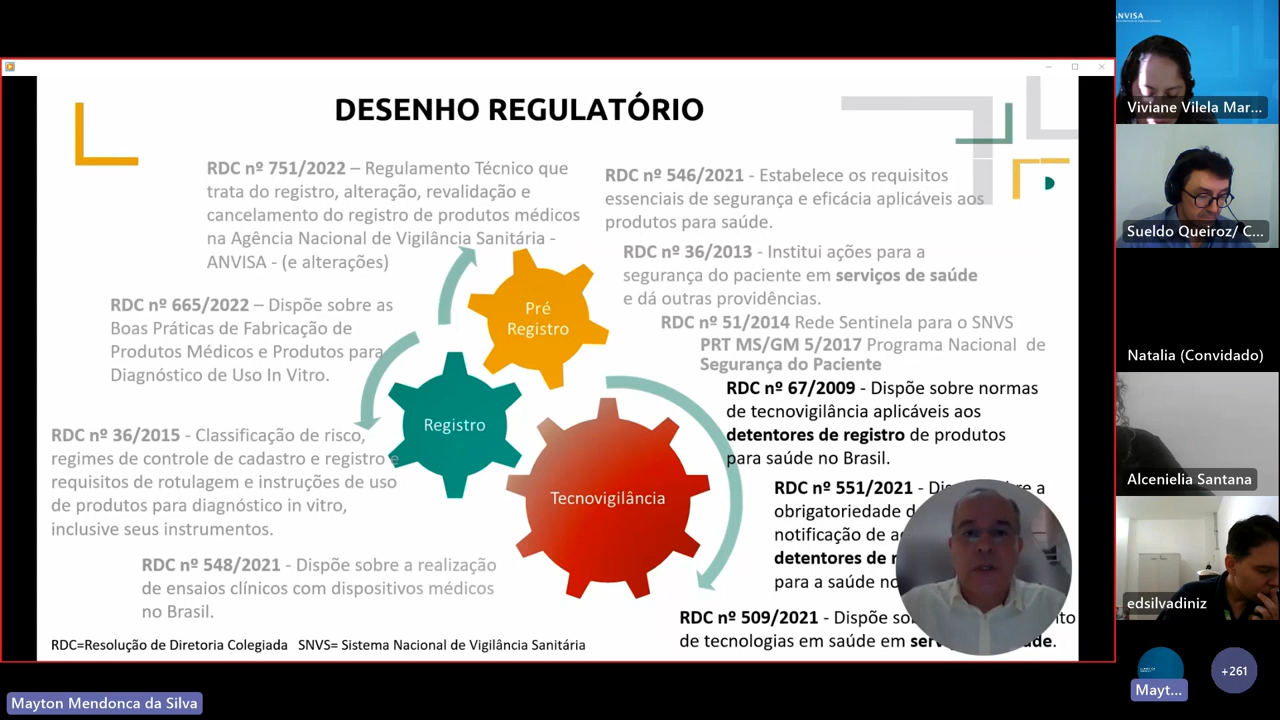 DESENHO REGULATÓRIO
RDC nº 751/2022 – Regulamento Técnico que
trata do registro, alteração, revalidação e
cancelamento do registro de produtos médicos
na Agência Nacional de Vigilância Sanitária -
ANVISA - (e alterações)
RDC nº 665/2022 – Dispõe sobre as
Boas Práticas de Fabricação de
Produtos Médicos e Produtos para
Diagnóstico de Uso In Vitro.
RDC nº 36/2015 - Classificação de risco,
regimes de controle de cadastro e registro e
requisitos de rotulagem e instruções de uso
de produtos para diagnóstico in vitro,
inclusive seus instrumentos.
RDC nº 548/2021 - Dispõe sobre a realização
de ensaios clínicos com dispositivos médicos
no Brasil.
RDC=Resolução de Diretoria Colegiada SNVS= Sistema Nacional de Vigilância Sanitária
Pré
Registro
Registro
Tecnovigilância
RDC nº 546/2021 - Estabelece os requisitos
essenciais de segurança e eficácia aplicáveis aos
produtos para saúde.
RDC nº 36/2013 - Institui ações para a
segurança do paciente em serviços de saúde
e dá outras providências.
RDC nº 51/2014 Rede Sentinela para o SNVS
PRT MS/GM 5/2017 Programa Nacional de
Segurança do Paciente
RDC nº 67/2009 - Dispõe sobre normas
de tecnovigilância aplicáveis aos
detentores de registro de produtos
para saúde no Brasil.
RDC nº 551/2021 - a
obrigatoriedade
notificação de
detentores de
para a saúde
RDC nº 509/2021 - Dispõe
de tecnologias em saúde em
ANVISA
Viviane Vilela Mar...
Sueldo Queiroz/ C...
Natalia (Convidado)
Alcenielia Santana
edsilvadiniz
Mayt...
+261
Mayton Mendonca da Silva